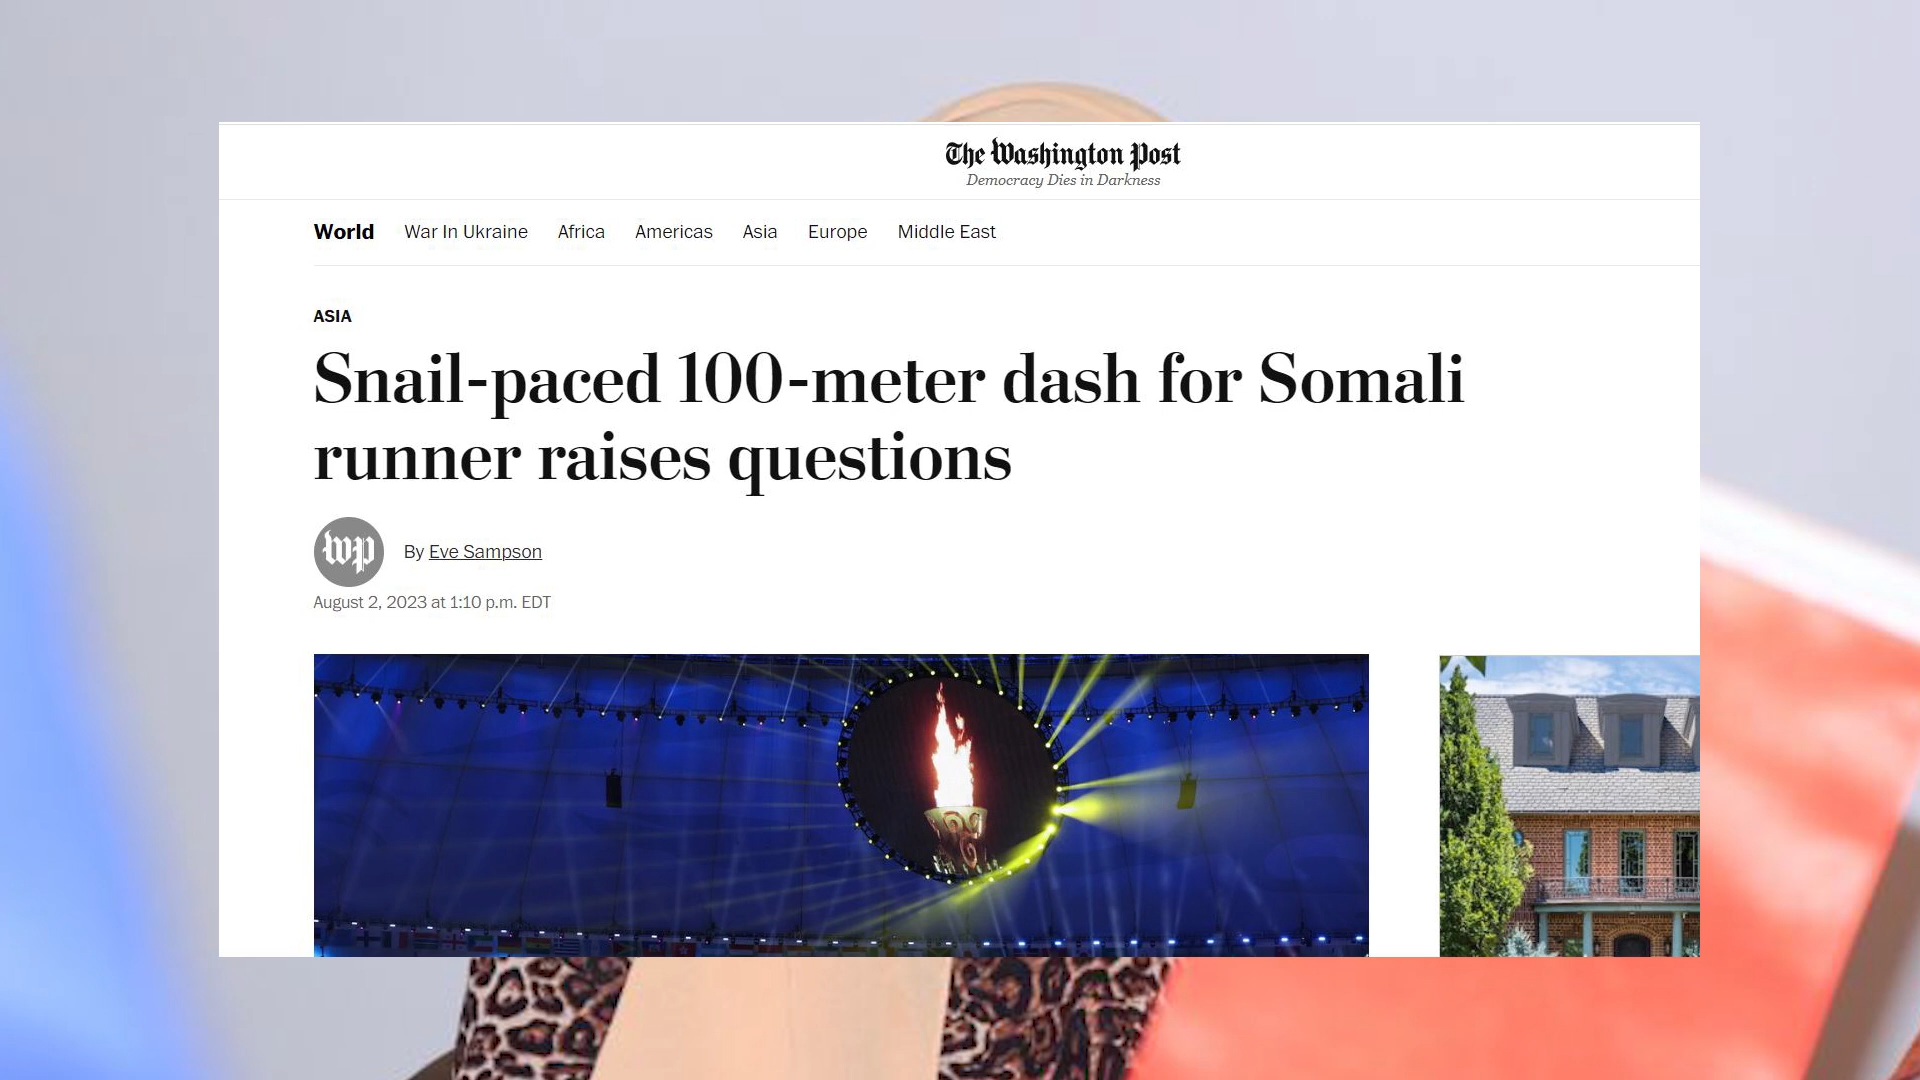 The Washington Post
Democracy Dies in Darkness
World War In Ukraine Africa Americas Asia Europe Middle East
ASIA
Snail-paced 100-meter dash for Somali
runner raises questions
wp
By Eve Sampson
August 2, 2023 at 1:10 p.m. EDT